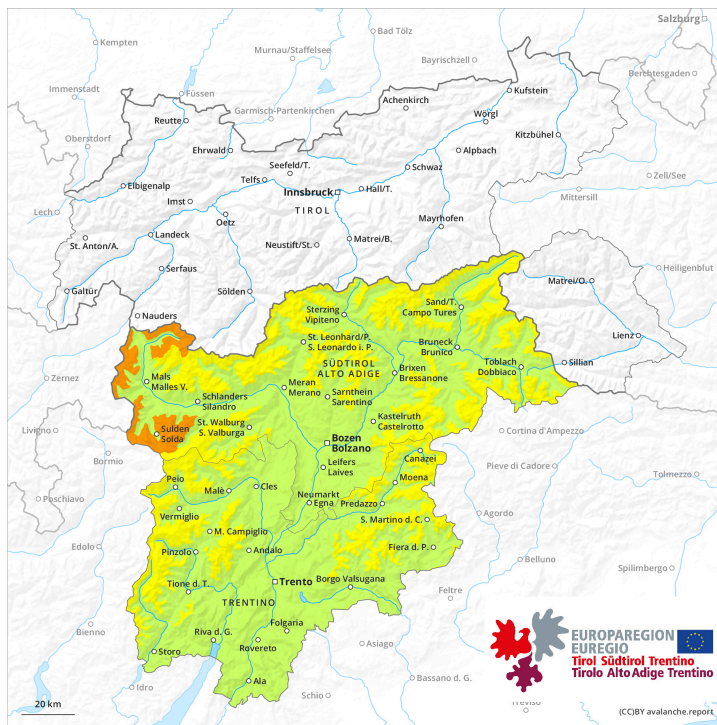 Salzburg
Kempten
Bad Tölz
Murnau/Staffelsee
Bayrischzell
Berchtesgaden
Immenstadt
Füssen
Achenkirch
Kufstein
Garmisch-Partenkirchen
Reutte
Wörgl
Oberstdorf
Ehrwald
Kitzbühel
Seefeld/T.
Alpbach
Schwaz
Zell/See
Elbigenalp
Telfs
Innsbruck
Hall/T.
Imst
TIROL
Mittersill
Lech
Oetz
Mayrhofen
St. Anton/A.
Landeck
Neustift/St.
Matrei/B.
Serfaus
Heiligenblut
Galtür
Sölden
Matrei/O.
Nauders
Sterzing
Vipiteno
Sand/T.
Campo Tures
Lienz
St. Leonhard/P.
S. Leonardo i. P.
Bruneck
Brunico
Sillian
Toblach
Dobbiaco
SÜDTIROL
ALTO ADIGE
Brixen
Bressanone
Zernez
Mals
Malles V.
Meran
Merano
Schlanders
Silandro
Sarnthein
Sarentino
St. Walburg
S. Valburga
Kastelruth
Castelrotto
Livigno
Sulden
Solda
Cortina d'Ampezzo
Bozen
Bolzano
Bormio
Canazei
Leifers
Laives
Pieve di Cadore
Peio
Moena
Tolmezzo
Poschiavo
Malè
Cles
Neumarkt
Egna
Predazzo
Vermiglio
S. Martino d. C.
Agordo
M. Campiglio
Edolo
Pinzolo
Andalo
Fiera d. P.
Belluno
Spilimbergo
Tione d. T.
Trento
Borgo Valsugana
Feltre
TRENTINO
Folgaria
Bienno
Riva d. G.
Rovereto
Asiago
Storo
Bassano d. G.
Ala
Idro
Schio
Treviso
EUROPAREGION
EUREGIO
Tirol Südtirol Trentino
Tirolo Alto Adige Trentino
20 km
(CC)BY avalanche.report